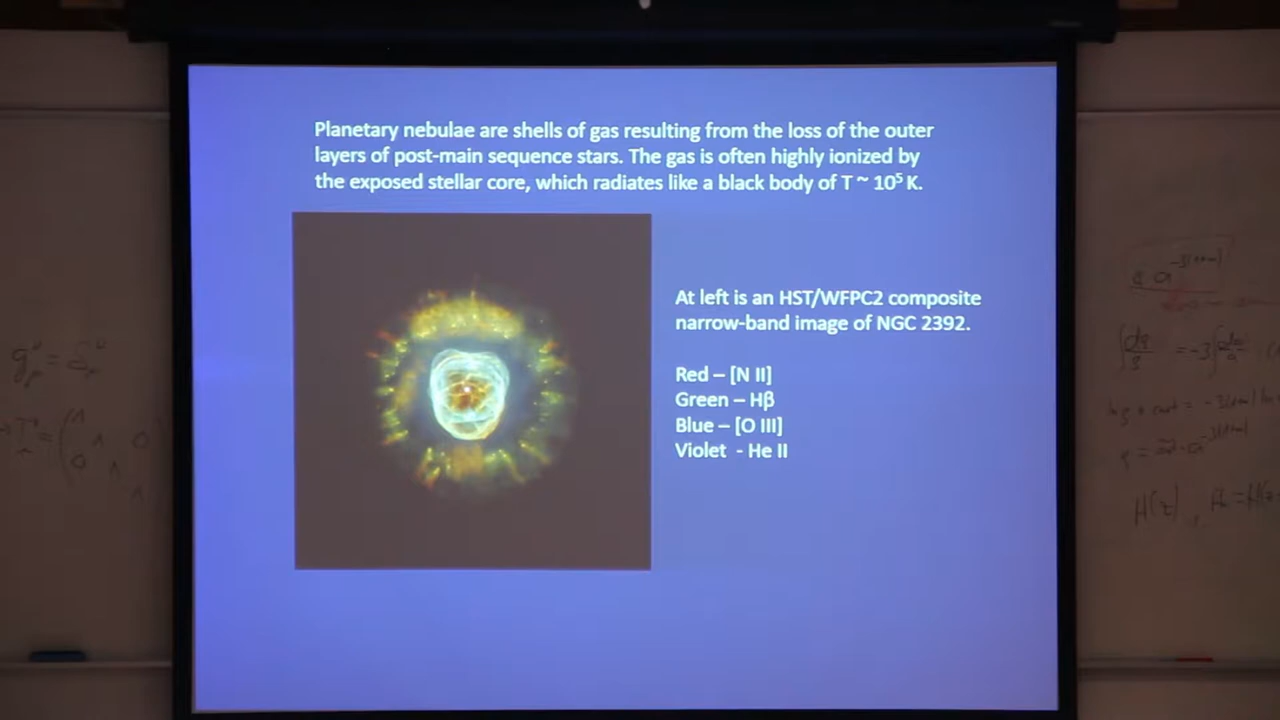 Planetary nebulae are shells of gas resulting from the loss of the outer
layers of post-main sequence stars. The gas is often highly ionized by
the exposed stellar core, which radiates like a black body of T ~ 10⁵ K.
At left is an HST/WFPC2 composite
narrow-band image of NGC 2392.
Red – [N II]
Green – Hβ
Blue – [O III]
Violet - He II
H(z)